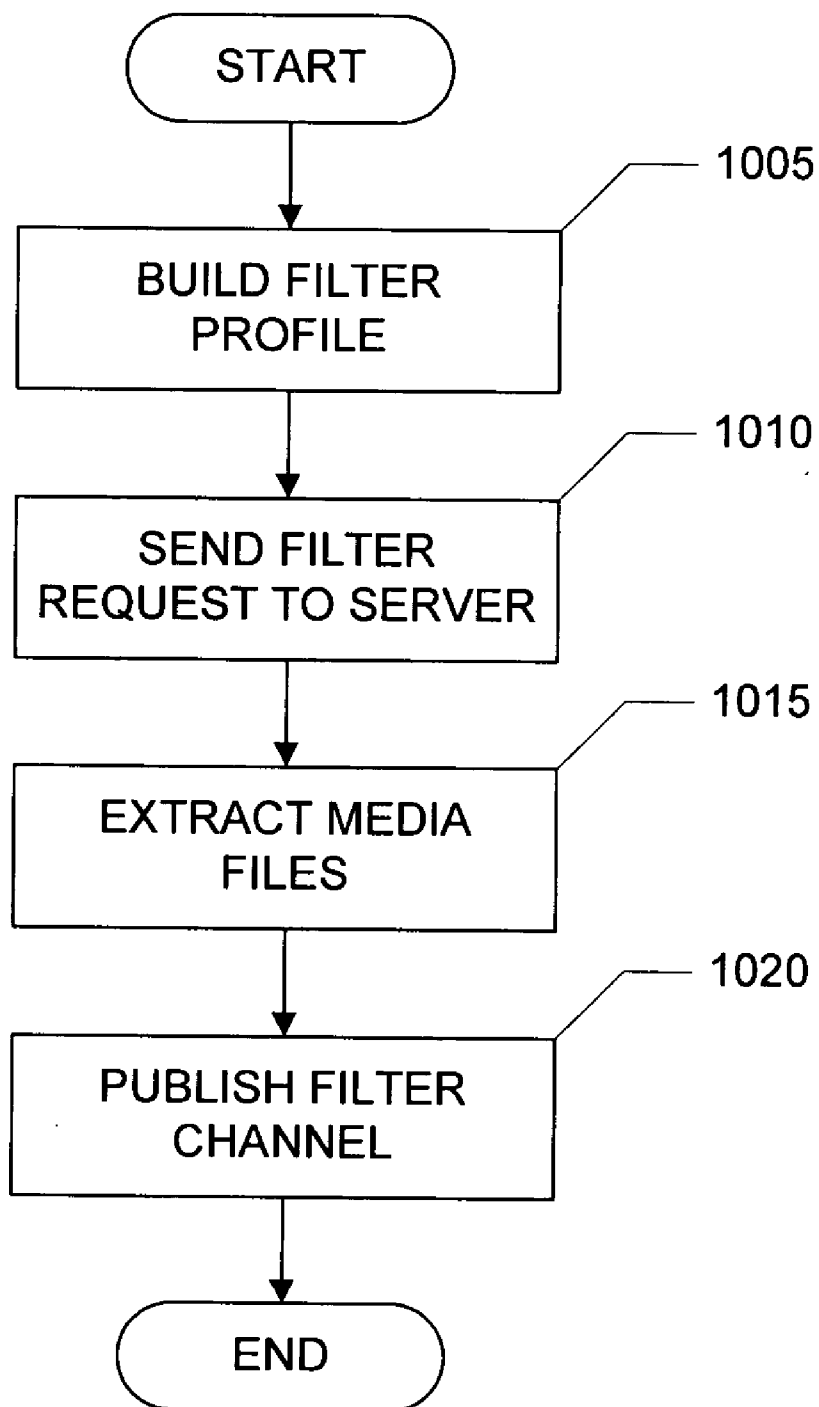 START
1005
BUILD FILTER
PROFILE
1010
SEND FILTER
REQUEST TO SERVER
1015
EXTRACT MEDIA
FILES
1020
PUBLISH FILTER
CHANNEL
END